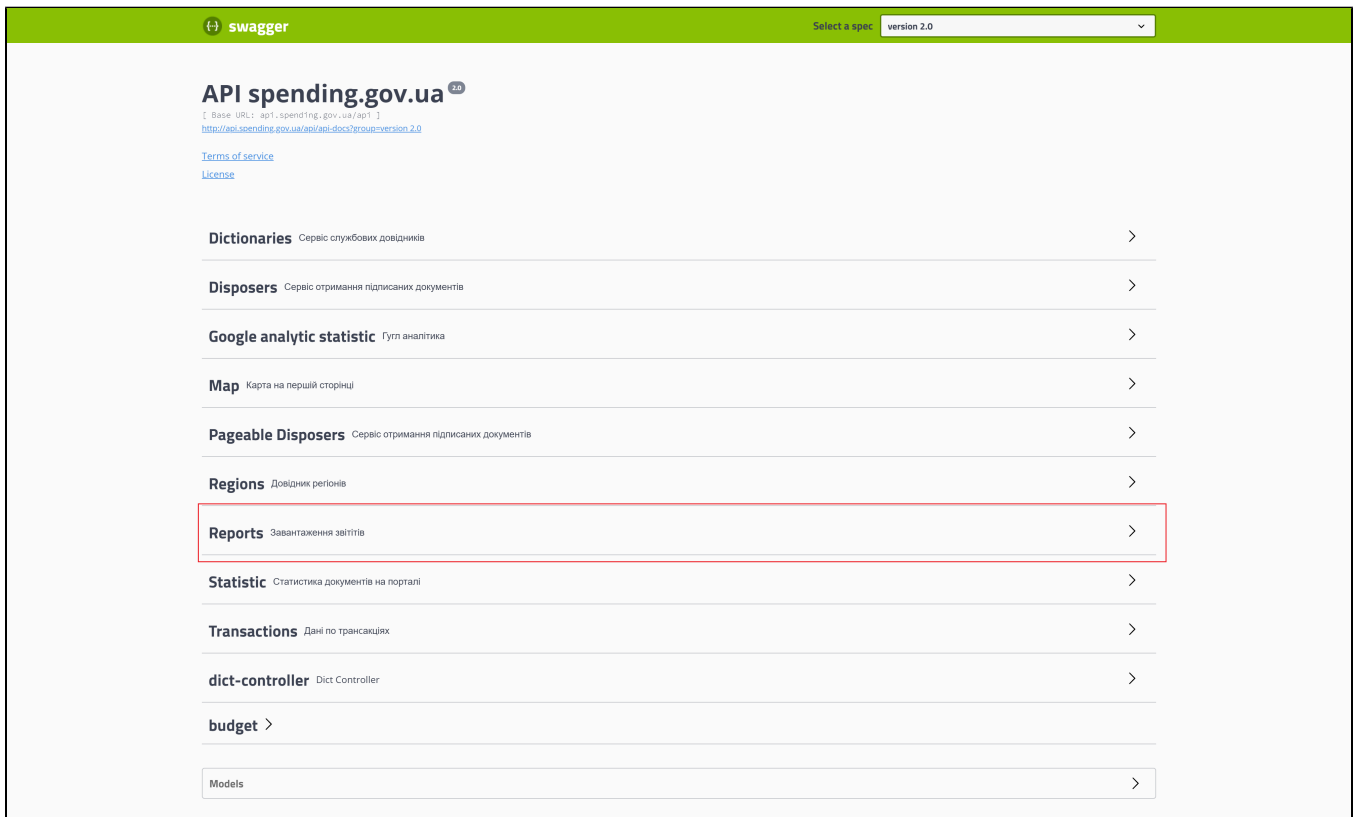 swagger
Select a spec version 2.0
API spending.gov.ua 2.0
[ Base URL: api.spending.gov.ua/api ]
http://api.spending.gov.ua/api/api-docs?group=version 2.0
Terms of service
License
Dictionaries Сервіс службових довідників
Disposers Сервіс отримання підписаних документів
Google analytic statistic Гугл аналітика
Map Карта на першій сторінці
Pageable Disposers Сервіс отримання підписаних документів
Regions Довідник регіонів
Reports Завантаження звітітів
Statistic Статистика документів на порталі
Transactions Дані по трансакціях
dict-controller Dict Controller
budget
Models